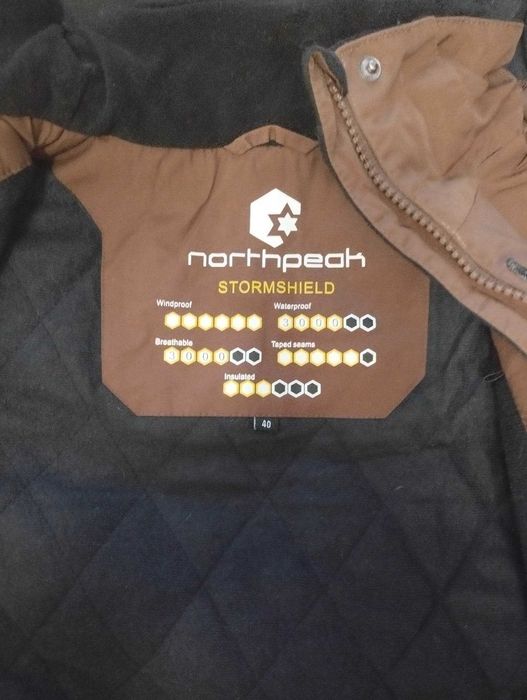 northpeak
STORMSHIELD
Windproof Waterproof
3000
Breathable Taped seams
3000
Insulated
40